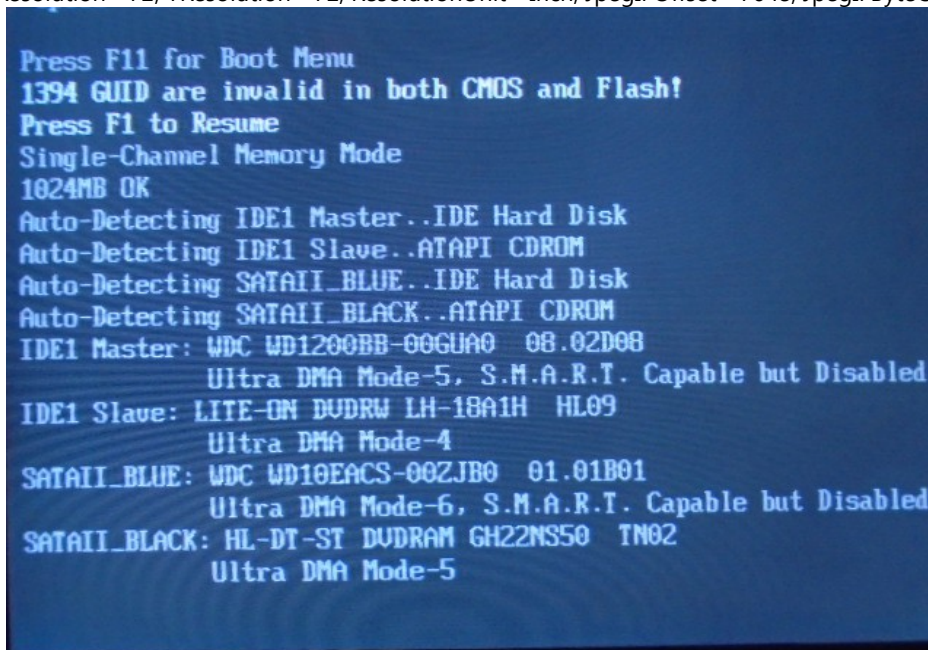 Press F11 for Boot Menu
1394 GUID are invalid in both CMOS and Flash!
Press F1 to Resume
Single-Channel Memory Mode
1024MB OK
Auto-Detecting IDE1 Master..IDE Hard Disk
Auto-Detecting IDE1 Slave..ATAPI CDROM
Auto-Detecting SATAII_BLUE..IDE Hard Disk
Auto-Detecting SATAII_BLACK..ATAPI CDROM
IDE1 Master: WDC WD1200BB-00GUA0 08.02D08
Ultra DMA Mode-5, S.M.A.R.T. Capable but Disabled
IDE1 Slave: LITE-ON DVDRW LH-18A1H HL09
Ultra DMA Mode-4
SATAII_BLUE: WDC WD10EACS-00ZJB0 01.01B01
Ultra DMA Mode-6, S.M.A.R.T. Capable but Disabled
SATAII_BLACK: HL-DT-ST DVDRAM GH22NS50 TN02
Ultra DMA Mode-5